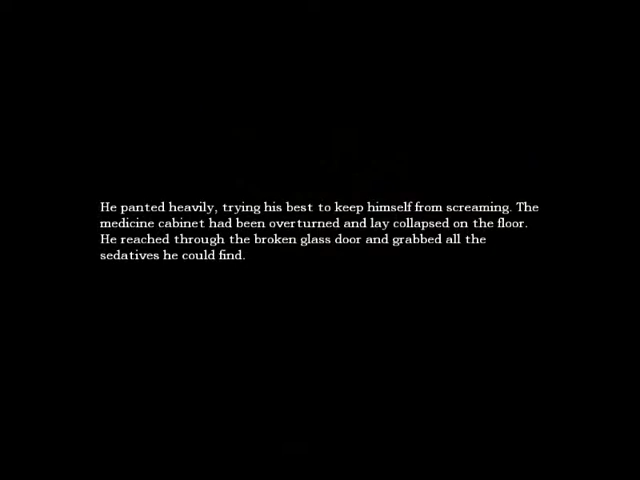 He panted heavily, trying his best to keep himself from screaming. The
medicine cabinet had been overturned and lay collapsed on the floor.
He reached through the broken glass door and grabbed all the
sedatives he could find.